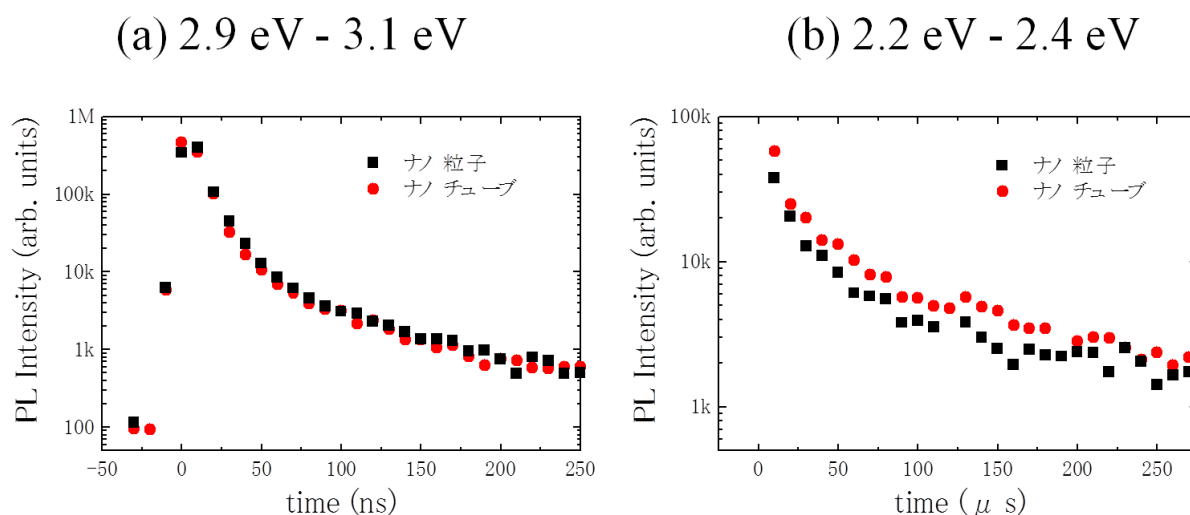 (a) 2.9 eV - 3.1 eV
(b) 2.2 eV - 2.4 eV
PL Intensity (arb. units)
1M
100k
10k
1k
100
-50
0
50
100
150
200
250
time (ns)
ナノ 粒子
ナノ チューブ
PL Intensity (arb. units)
100k
10k
1k
0
50
100
150
200
250
time (μ s)
ナノ 粒子
ナノ チューブ